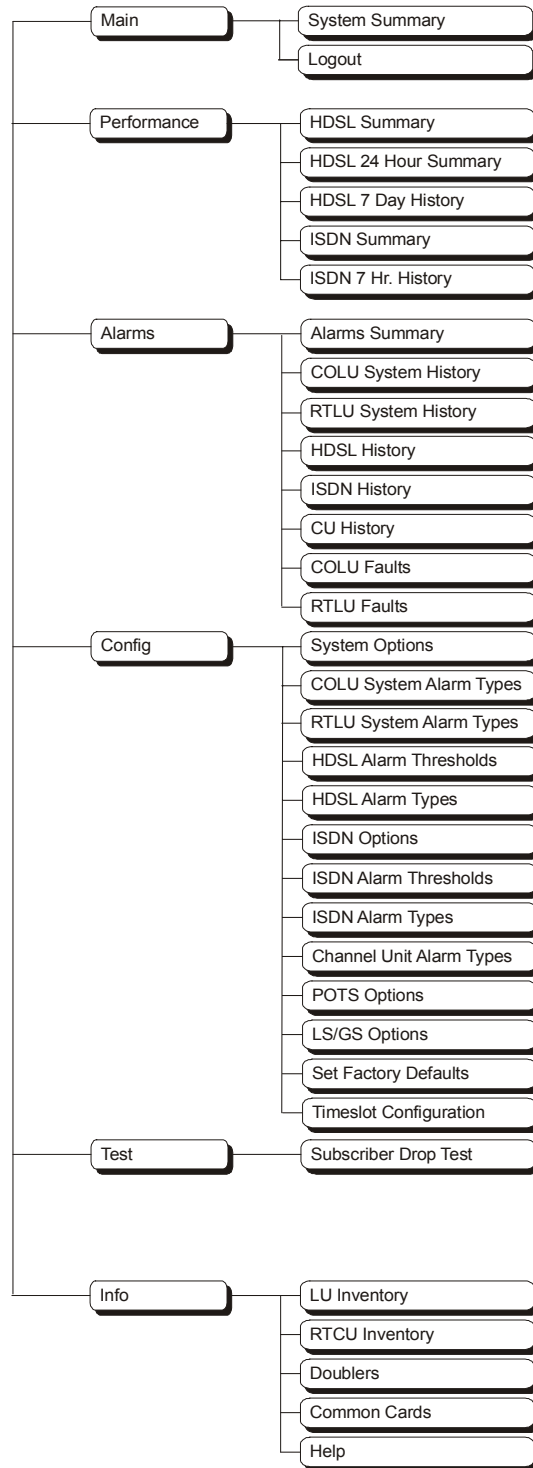 Main
System Summary
Logout
Performance
HDSL Summary
HDSL 24 Hour Summary
HDSL 7 Day History
ISDN Summary
ISDN 7 Hr. History
Alarms
Alarms Summary
COLU System History
RTLU System History
HDSL History
ISDN History
CU History
COLU Faults
RTLU Faults
Config
System Options
COLU System Alarm Types
RTLU System Alarm Types
HDSL Alarm Thresholds
HDSL Alarm Types
ISDN Options
ISDN Alarm Thresholds
ISDN Alarm Types
Channel Unit Alarm Types
POTS Options
LS/GS Options
Set Factory Defaults
Timeslot Configuration
Test
Subscriber Drop Test
Info
LU Inventory
RTCU Inventory
Doublers
Common Cards
Help